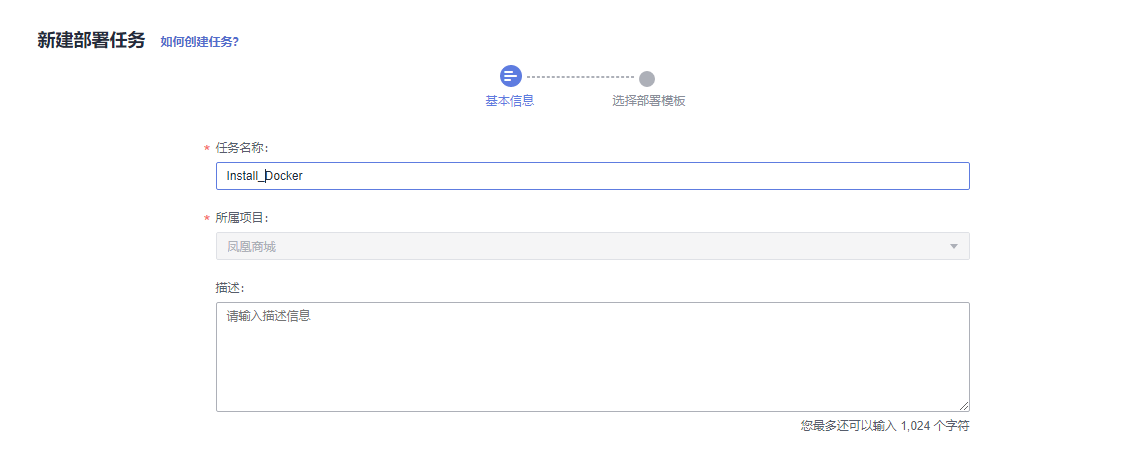 新建部署任务 如何创建任务?
基本信息 选择部署模板
* 任务名称:
Install_Docker
* 所属项目:
凤凰商城
描述:
请输入描述信息
您最多还可以输入 1,024 个字符